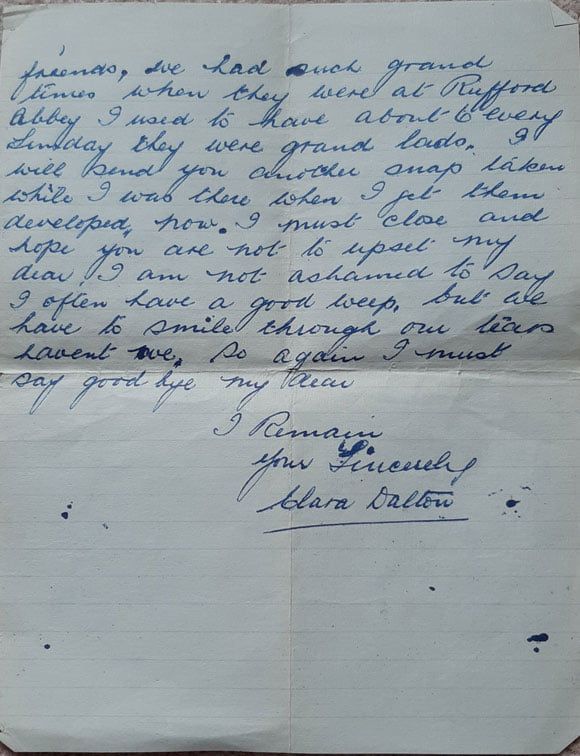 friends, we had such grand
times when they were at Rufford
Abbey I used to have about 6 every
Sunday they were grand lads. I
will send you another snap taken
while I was there when I get them
developed, now. I must close and
hope you are not to upset my
dear, I am not ashamed to say
I often have a good weep, but we
have to smile through our tears
havent we, so again I must
say good bye my dear
I Remain
your Sincerely
Clara Dalton